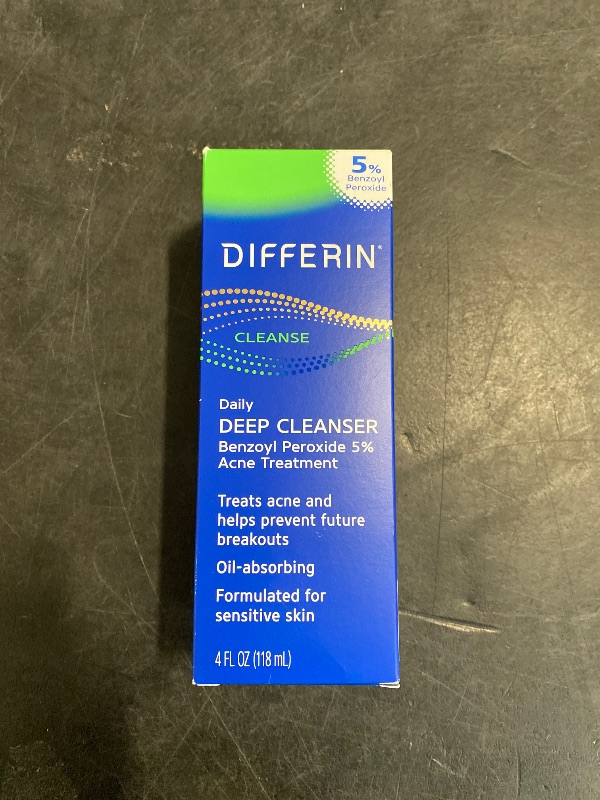 5%
Benzoyl
Peroxide
DIFFERIN®
CLEANSE
Daily
DEEP CLEANSER
Benzoyl Peroxide 5%
Acne Treatment
Treats acne and
helps prevent future
breakouts
Oil-absorbing
Formulated for
sensitive skin
4 FL OZ (118 mL)